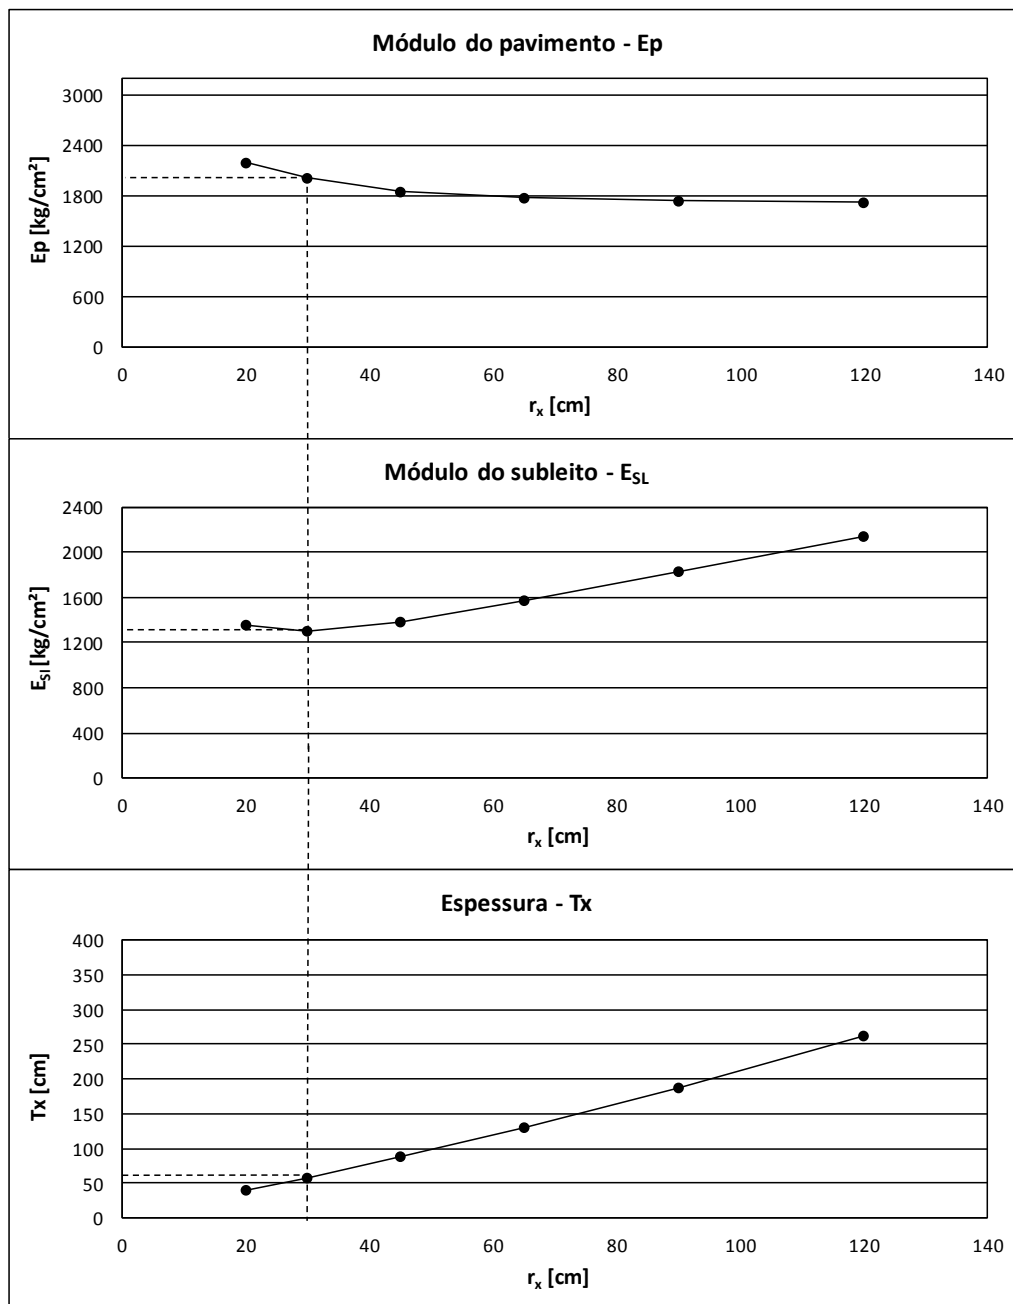 Módulo do pavimento - Ep
3000
2400
1800
1200
600
0
Ep [kg/cm²]
0 20 40 60 80 100 120 140
rₓ [cm]
Módulo do subleito - E_SL
2400
2000
1600
1200
800
400
0
E_Sl [kg/cm²]
0 20 40 60 80 100 120 140
rₓ [cm]
Espessura - Tx
400
350
300
250
200
150
100
50
0
Tx [cm]
0 20 40 60 80 100 120 140
rₓ [cm]